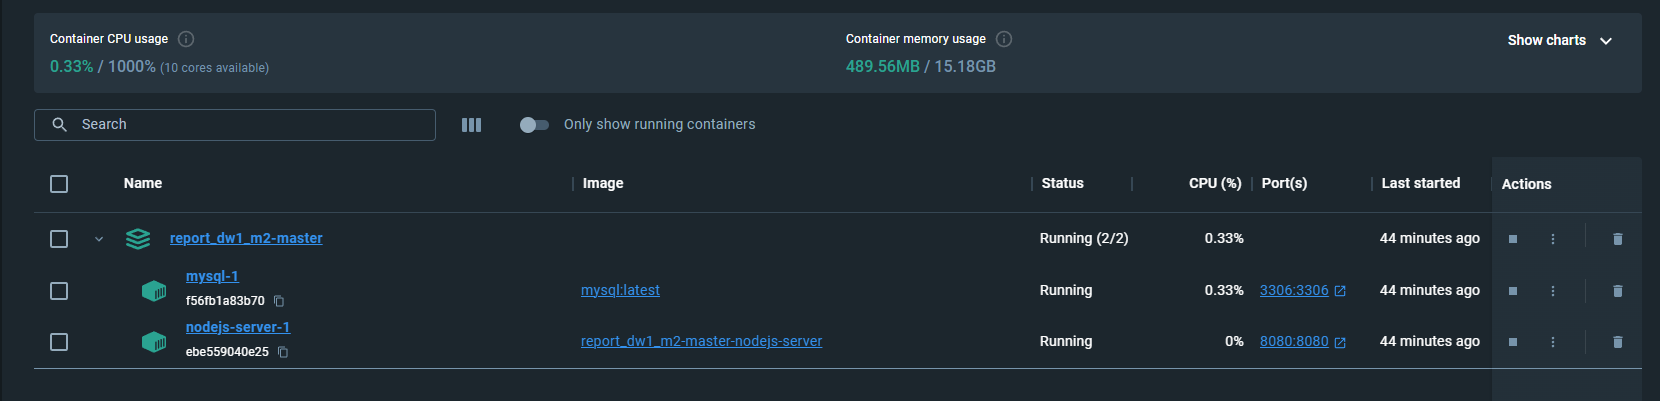 Container CPU usage
0.33% / 1000% (10 cores available)
Container memory usage
489.56MB / 15.18GB
Show charts
Search
Only show running containers
Name Image Status CPU (%) Port(s) Last started Actions
report_dw1_m2-master Running (2/2) 0.33% 44 minutes ago
mysql-1
f56fb1a83b70
mysql:latest Running 0.33% 3306:3306 44 minutes ago
nodejs-server-1
ebe559040e25
report_dw1_m2-master-nodejs-server Running 0% 8080:8080 44 minutes ago